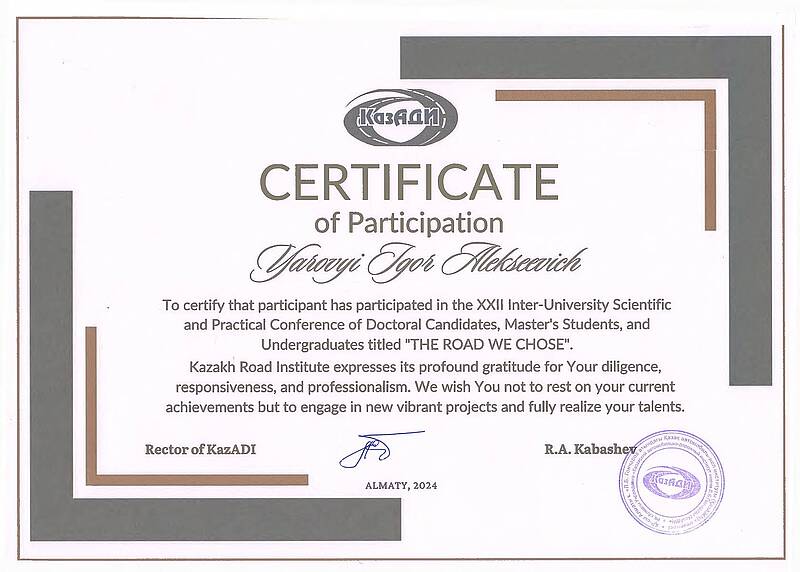 КазАДИ
CERTIFICATE
of Participation
Yarovyi Igor Alekseevich
To certify that participant has participated in the XXII Inter-University Scientific
and Practical Conference of Doctoral Candidates, Master's Students, and
Undergraduates titled "THE ROAD WE CHOSE".
Kazakh Road Institute expresses its profound gratitude for Your diligence,
responsiveness, and professionalism. We wish You not to rest on your current
achievements but to engage in new vibrant projects and fully realize your talents.
Rector of KazADI
R.A. Kabashev
ALMATY, 2024
КазАДИ